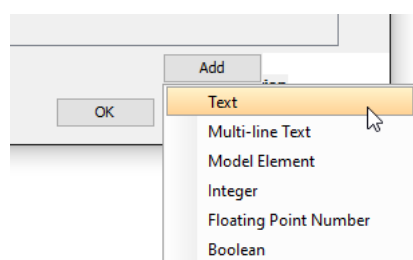 Add
Text
OK
Multi-line Text
Model Element
Integer
Floating Point Number
Boolean